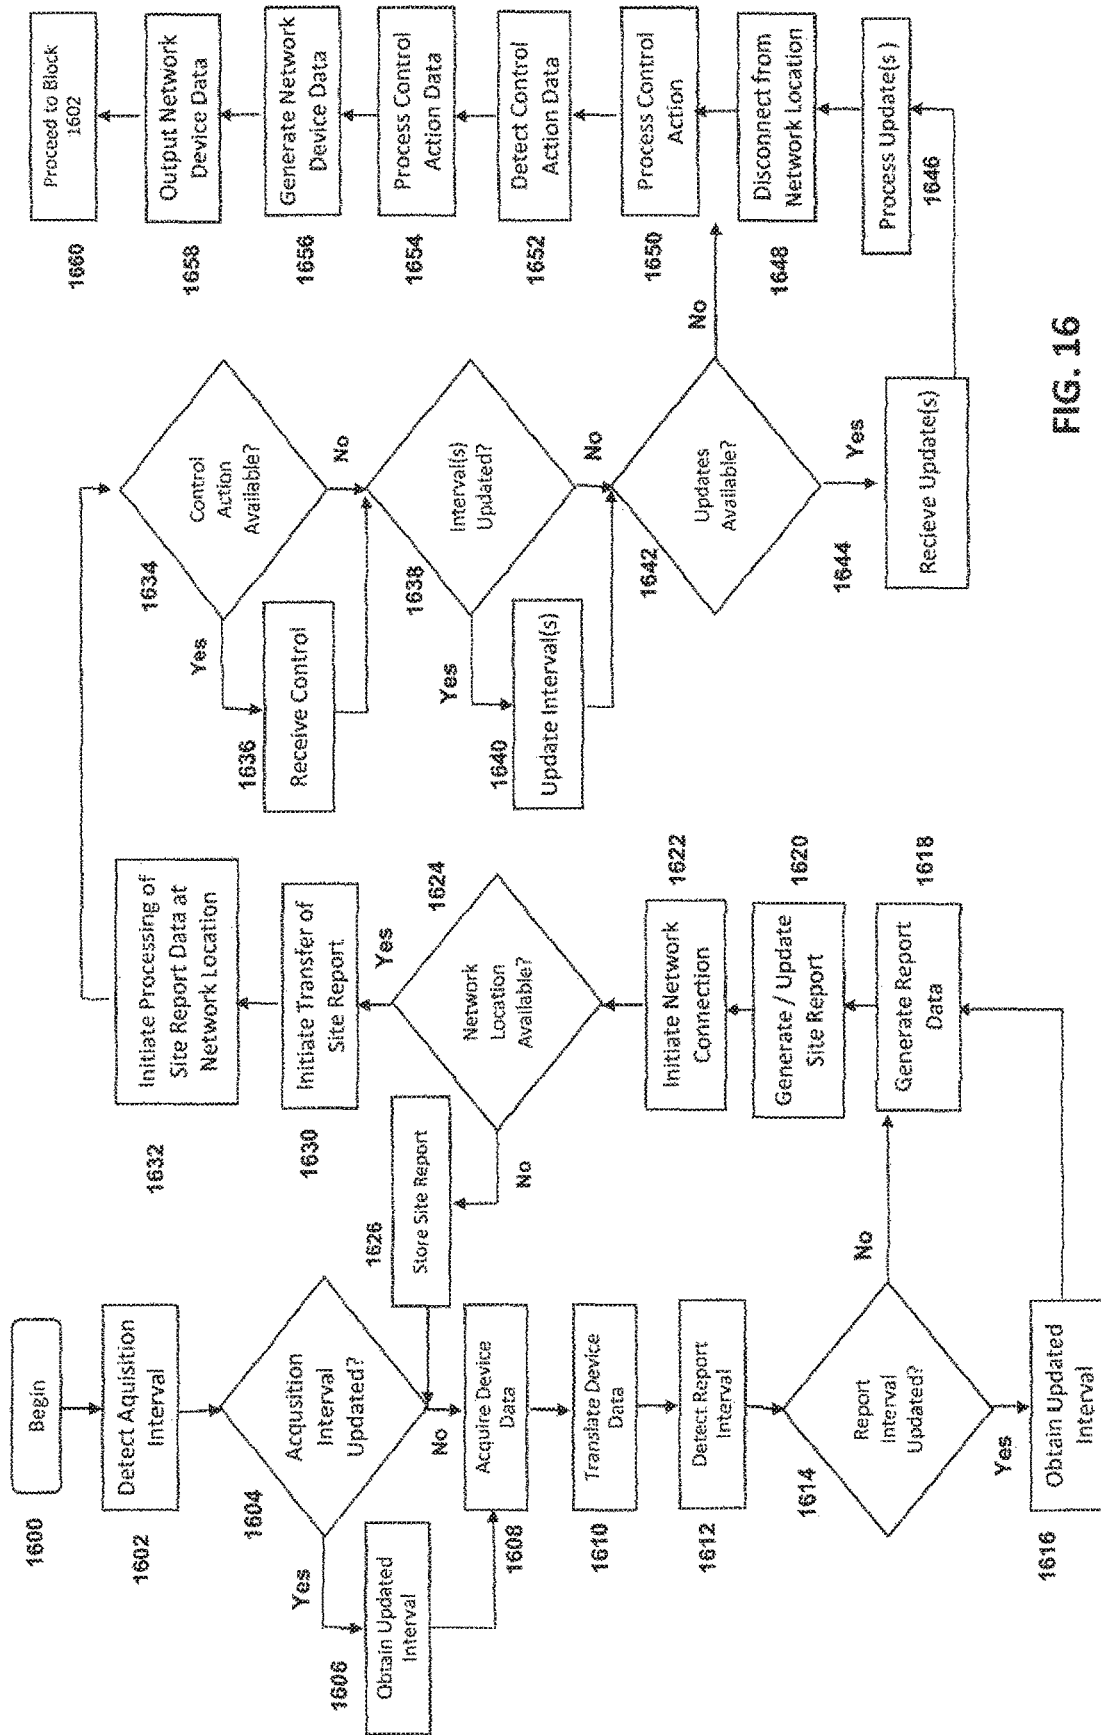 1600
Begin
1602
Detect Aquisition
Interval
1604
Acqusition
Interval
Updated?
Yes
No
1606
Obtain Updated
Interval
1608
Acquire Device
Data
1610
Translate Device
Data
1612
Detect Report
Interval
1614
Report
Interval
Updated?
No
Yes
1616
Obtain Updated
Interval
1618
Generate Report
Data
1620
Generate / Update
Site Report
1622
Initiate Network
Connection
1624
Network
Location
Available?
Yes
No
1626
Store Site Report
1630
Initiate Transfer of
Site Report
1632
Initiate Processing of
Site Report Data at
Network Location
1634
Control
Action
Available?
Yes
No
1636
Receive Control
1638
Interval(s)
Updated?
Yes
No
1640
Update Interval(s)
1642
Updates
Available?
No
Yes
1644
Recieve Update(s)
1646
Process Update(s)
1648
Disconnect from
Network Location
1650
Process Control
Action
1652
Detect Control
Action Data
1654
Process Control
Action Data
1656
Generate Network
Device Data
1658
Output Network
Device Data
1660
Proceed to Block
1602
FIG. 16